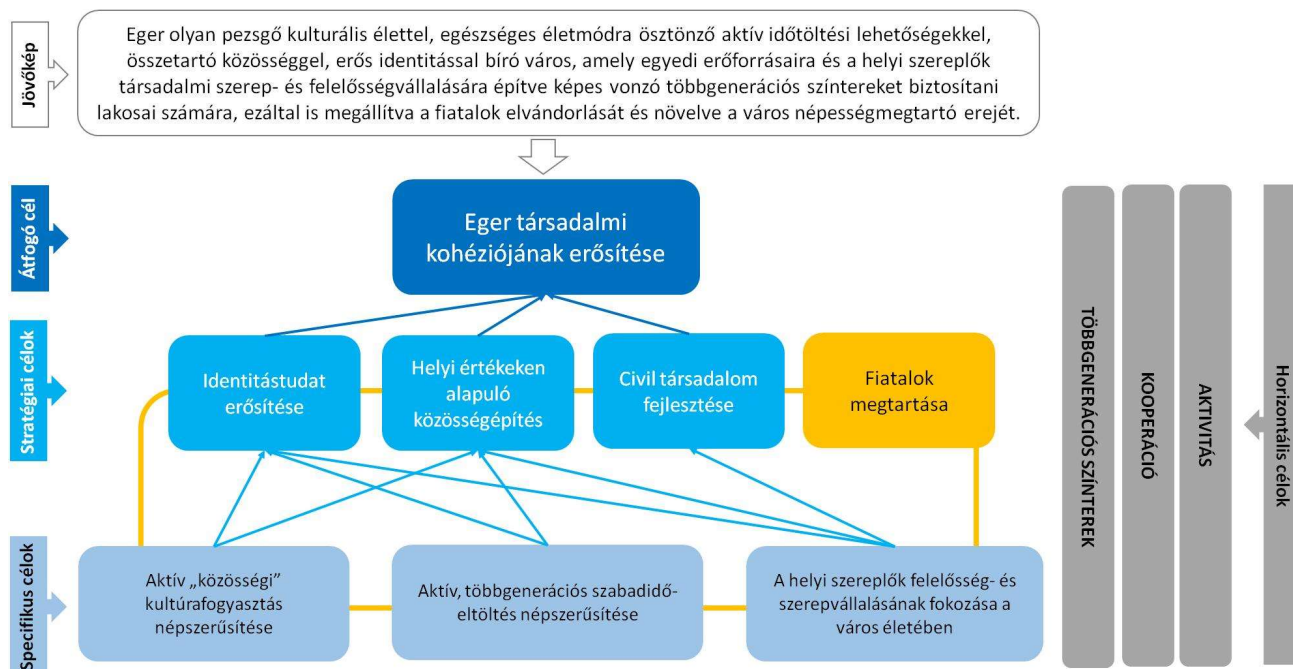 Jövőkép
Eger olyan pezsgő kulturális élettel, egészséges életmódra ösztönző aktív időtöltési lehetőségekkel,
összetartó közösséggel, erős identitással bíró város, amely egyedi erőforrásaira és a helyi szereplők
társadalmi szerep- és felelősségvállalására építve képes vonzó többgenerációs színtereket biztosítani
lakosai számára, ezáltal is megállítva a fiatalok elvándorlását és növelve a város népességmegtartó erejét.
Átfogó cél
Eger társadalmi
kohéziójának erősítése
Stratégiai célok
Identitástudat
erősítése
Helyi értékeken
alapuló
közösségépítés
Civil társadalom
fejlesztése
Fiatalok
megtartása
Specifikus célok
Aktív „közösségi”
kultúrafogyasztás
népszerűsítése
Aktív, többgenerációs szabadidő-
eltöltés népszerűsítése
A helyi szereplők felelősség- és
szerepvállalásának fokozása a
város életében
TÖBBGENERÁCIÓS SZÍNTEREK
KOOPERÁCIÓ
AKTIVITÁS
Horizontális célok